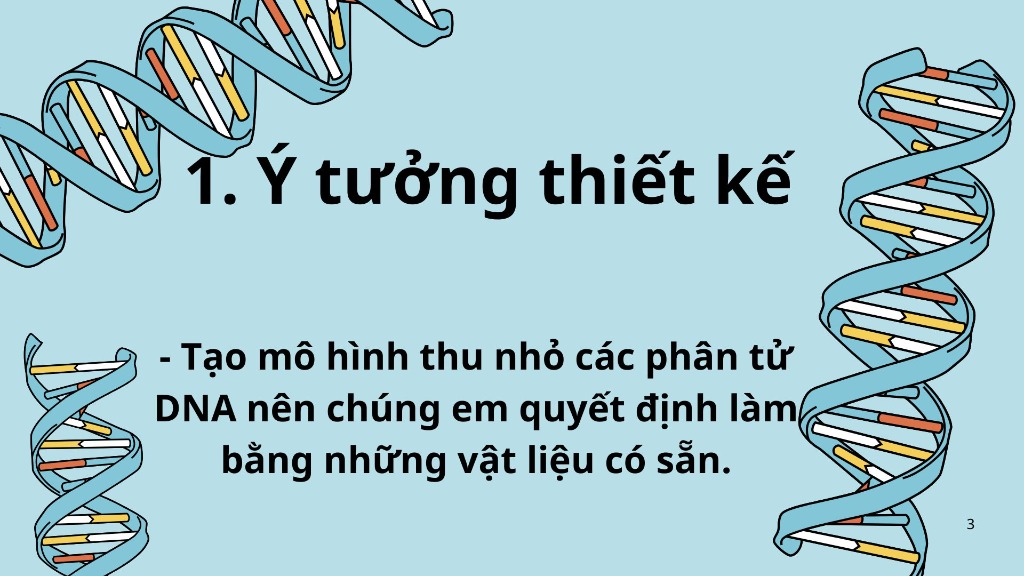 1. Ý tưởng thiết kế
- Tạo mô hình thu nhỏ các phân tử
DNA nên chúng em quyết định làm
bằng những vật liệu có sẵn.
3